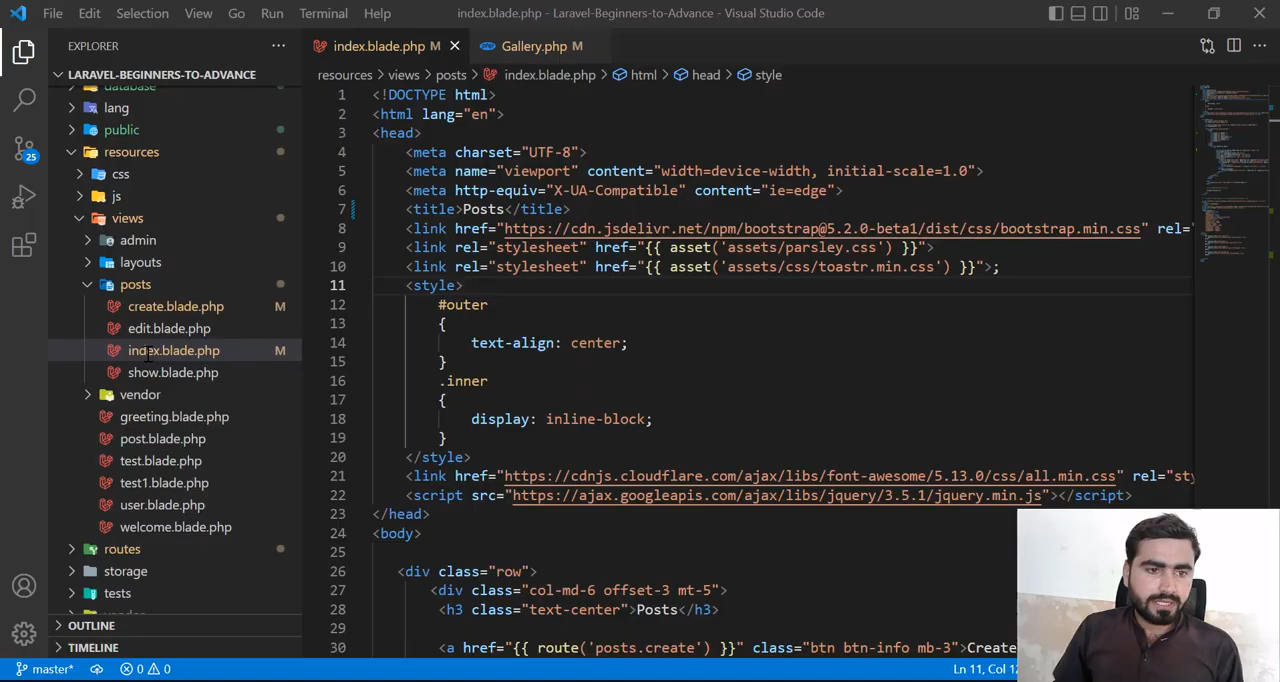 File Edit Selection View Go Run Terminal Help index.blade.php - Laravel-Beginners-to-Advance - Visual Studio Code
EXPLORER ··· index.blade.php M Gallery.php M ···
LARAVEL-BEGINNERS-TO-ADVANCE resources > views > posts > index.blade.php > html > head > style
database
lang
public
resources
css
js
views
admin
layouts
posts
create.blade.php M
edit.blade.php
index.blade.php M
show.blade.php
vendor
greeting.blade.php
post.blade.php
test.blade.php
test1.blade.php
user.blade.php
welcome.blade.php
routes
storage
tests
OUTLINE
TIMELINE
25
1 <!DOCTYPE html>
2 <html lang="en">
3 <head>
4 <meta charset="UTF-8">
5 <meta name="viewport" content="width=device-width, initial-scale=1.0">
6 <meta http-equiv="X-UA-Compatible" content="ie=edge">
7 <title>Posts</title>
8 <link href="https://cdn.jsdelivr.net/npm/bootstrap@5.2.0-beta1/dist/css/bootstrap.min.css" rel="
9 <link rel="stylesheet" href="{{ asset('assets/parsley.css') }}">
10 <link rel="stylesheet" href="{{ asset('assets/css/toastr.min.css') }}">;
11 <style>
12 #outer
13 {
14 text-align: center;
15 }
16 .inner
17 {
18 display: inline-block;
19 }
20 </style>
21 <link href="https://cdnjs.cloudflare.com/ajax/libs/font-awesome/5.13.0/css/all.min.css" rel="sty
22 <script src="https://ajax.googleapis.com/ajax/libs/jquery/3.5.1/jquery.min.js"></script>
23 </head>
24 <body>
25
26 <div class="row">
27 <div class="col-md-6 offset-3 mt-5">
28 <h3 class="text-center">Posts</h3>
29
30 <a href="{{ route('posts.create') }}" class="btn btn-info mb-3">Create
master* 0 0 Ln 11, Col 1